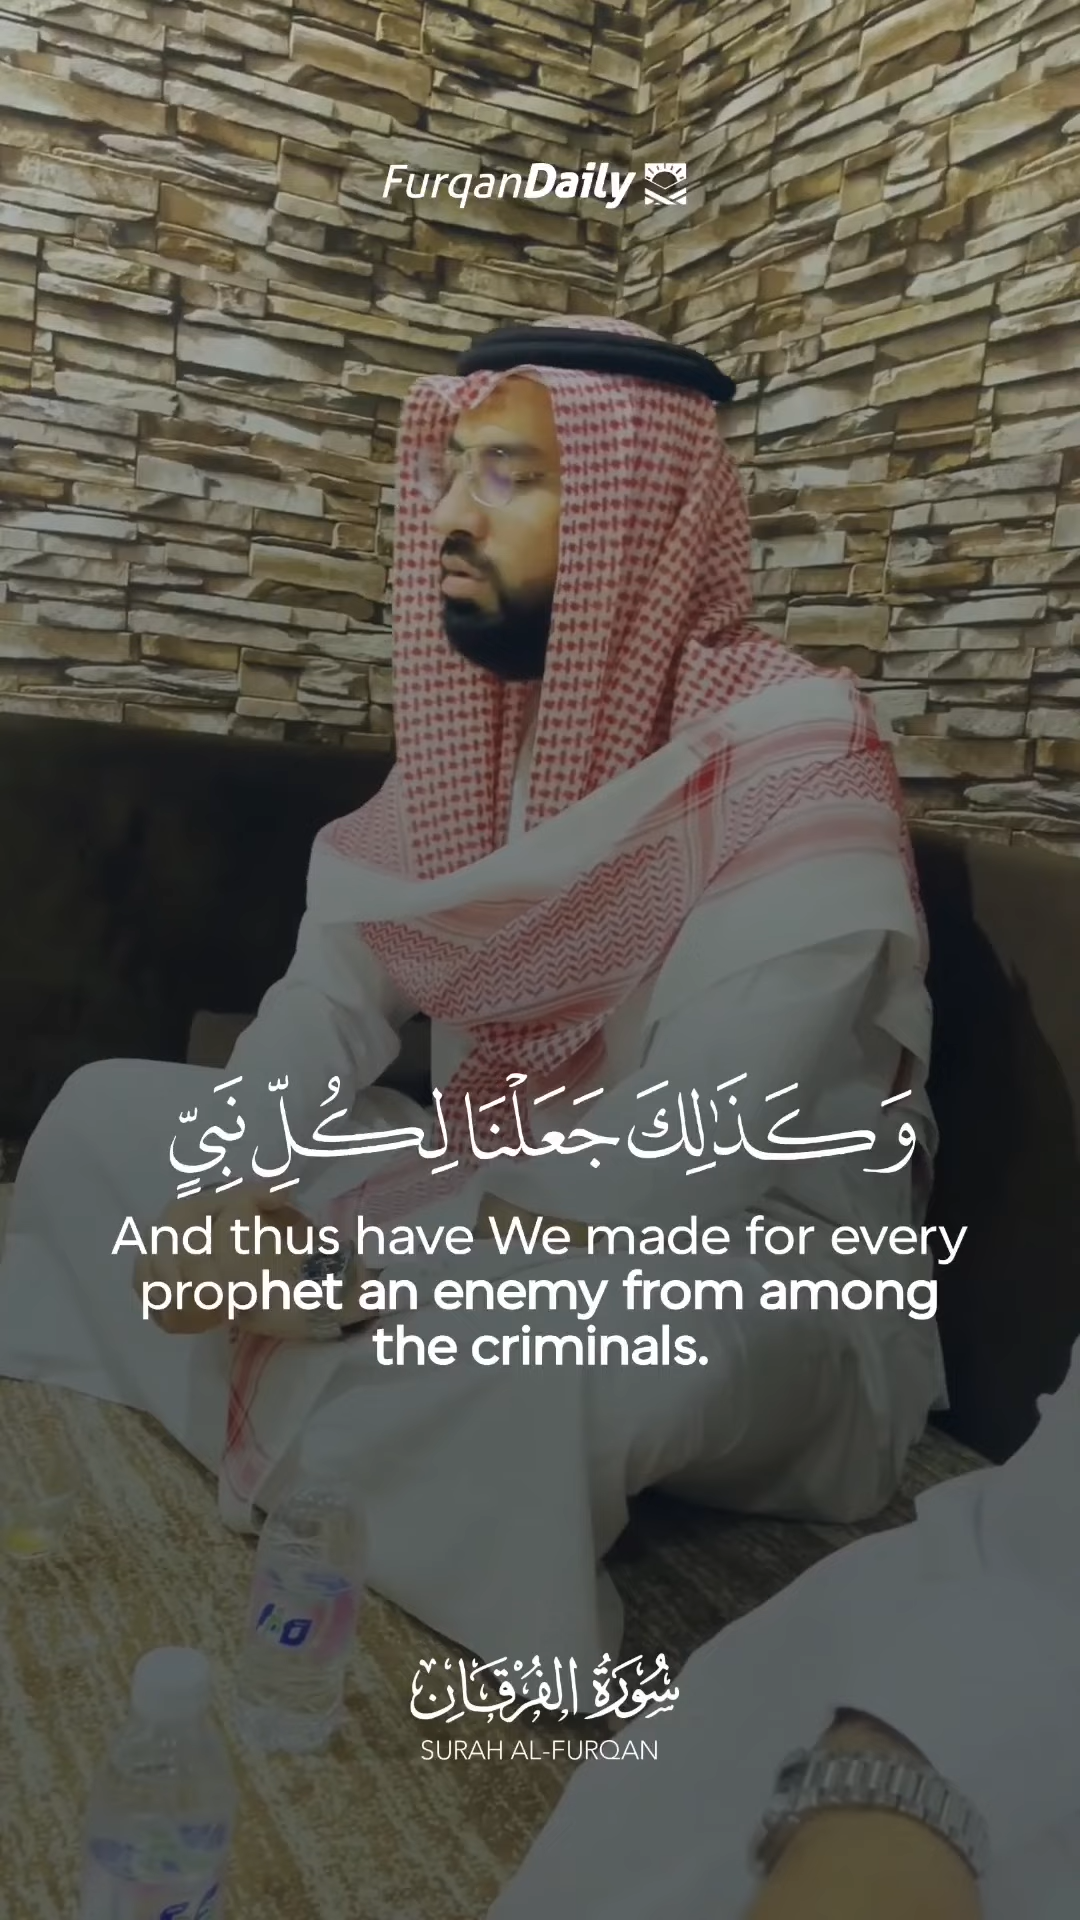 FurqanDaily
وَكَذَٰلِكَ جَعَلْنَا لِكُلِّ نَبِيٍّ
And thus have We made for every
prophet an enemy from among
the criminals.
سُورَةُ الفُرْقَان
SURAH AL-FURQAN